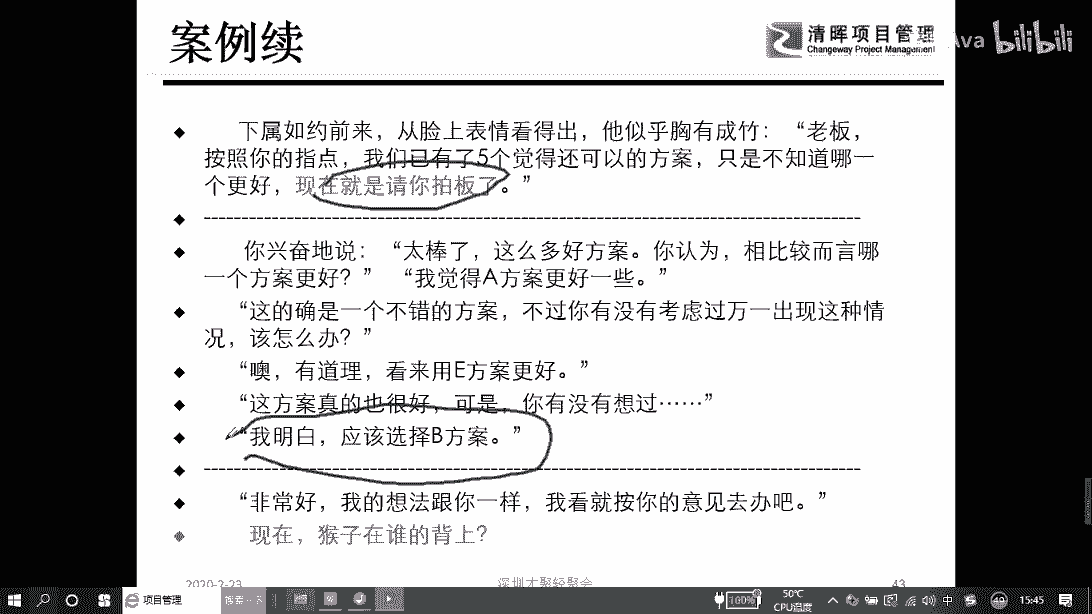 案例续
清晖项目管理
Changeway Project Management
Ava bilibili
下属如约前来，从脸上表情看得出，他似乎胸有成竹：“老板，
按照你的指点，我们已有了5个觉得还可以的方案，只是不知道哪一
个更好，现在就是请你拍板了。”
--------------------------------------------------------------------------
你兴奋地说：“太棒了，这么多好方案。你认为，相比较而言哪
一个方案更好？” “我觉得A方案更好一些。”
“这的确是一个不错的方案，不过你有没有考虑过万一出现这种情
况，该怎么办？”
“噢，有道理，看来用E方案更好。”
“这方案真的也很好，可是，你有没有想过……”
“我明白，应该选择B方案。”
--------------------------------------------------------------------------
“非常好，我的想法跟你一样，我看就按你的意见去办吧。”
现在，猴子在谁的背上？
2020-2-23 深圳才聚轻聚会 43
项目管理 搜索 100% 50℃ 中 15:45
CPU温度